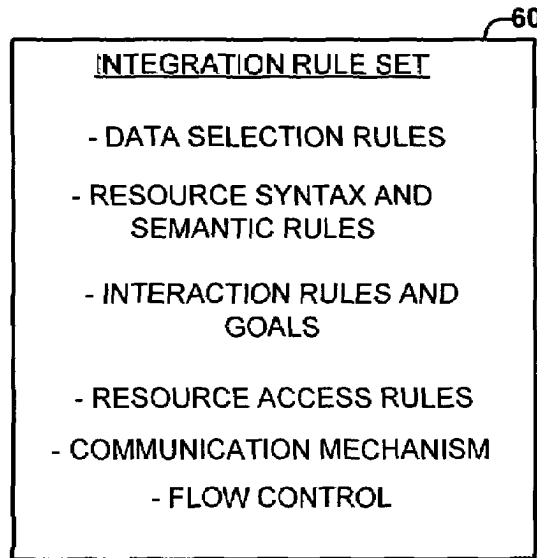 60
INTEGRATION RULE SET
- DATA SELECTION RULES
- RESOURCE SYNTAX AND
SEMANTIC RULES
- INTERACTION RULES AND
GOALS
- RESOURCE ACCESS RULES
- COMMUNICATION MECHANISM
- FLOW CONTROL